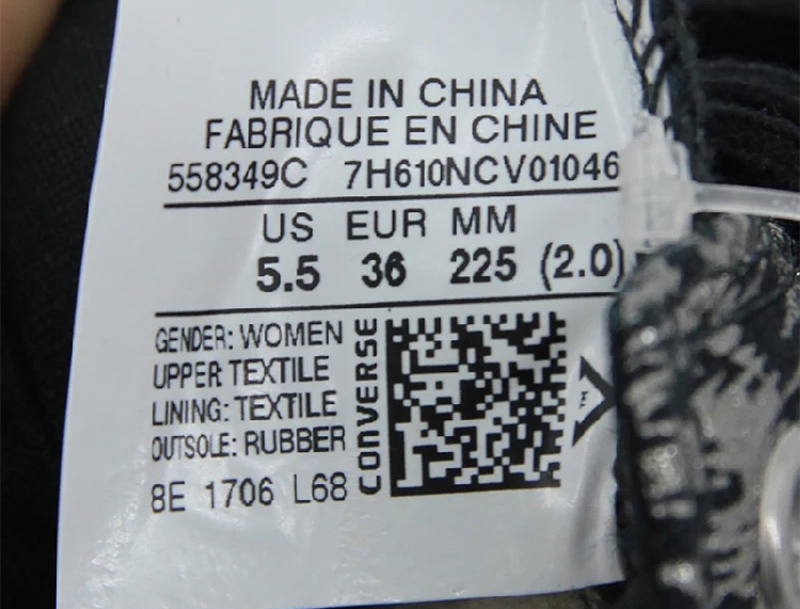 MADE IN CHINA
FABRIQUE EN CHINE
558349C 7H610NCV01046
US EUR MM
5.5 36 225 (2.0)
GENDER: WOMEN
UPPER TEXTILE
LINING: TEXTILE
OUTSOLE: RUBBER
8E 1706 L68
CONVERSE